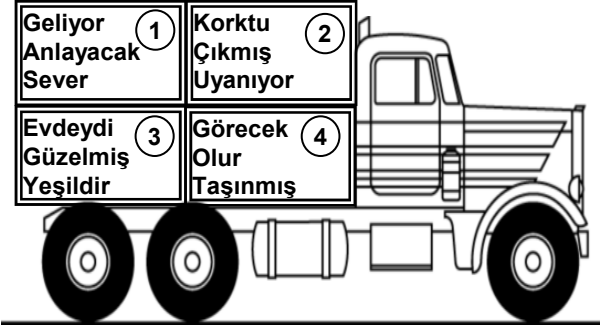 Geliyor
Anlayacak
Sever
1
Korktu
Çıkmış
Uyanıyor
2
Evdeydi
Güzelmiş
Yeşildir
3
Görecek
Olur
Taşınmış
4